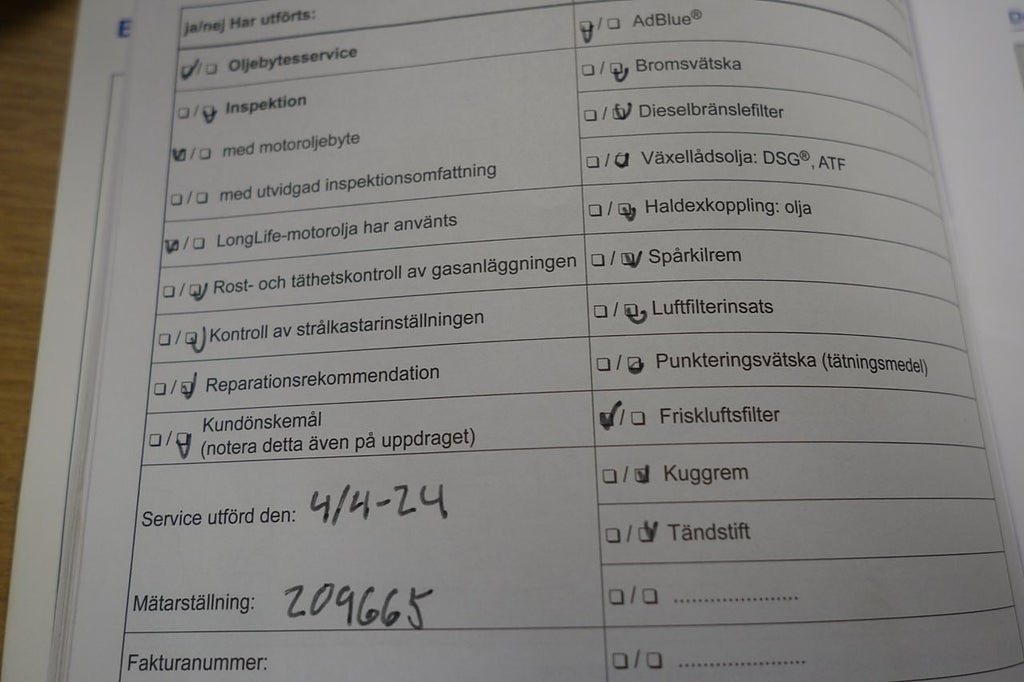 ja/nej Har utförts:
☑/☐ Oljebytesservice
☐/☑ Inspektion
☑/☐ med motoroljebyte
☐/☐ med utvidgad inspektionsomfattning
☑/☐ LongLife-motorolja har använts
☐/☑ Rost- och täthetskontroll av gasanläggningen
☐/☑ Kontroll av strålkastarinställningen
☐/☑ Reparationsrekommendation
☐/☑ Kundönskemål
(notera detta även på uppdraget)
Service utförd den: 4/4-24
Mätarställning: 209665
Fakturanummer:
☑/☐ AdBlue®
☐/☑ Bromsvätska
☐/☑ Dieselbränslefilter
☐/☑ Växellådsolja: DSG®, ATF
☐/☑ Haldexkoppling: olja
☐/☑ Spårkilrem
☐/☑ Luftfilterinsats
☐/☑ Punkteringsvätska (tätningsmedel)
☑/☐ Friskluftsfilter
☐/☑ Kuggrem
☐/☑ Tändstift
☐/☐ ........................
☐/☐ ........................